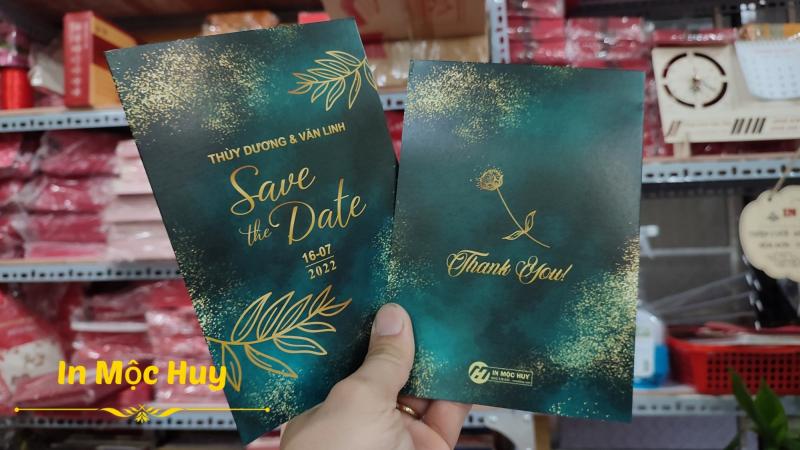 THÙY DƯƠNG & VĂN LINH
Save
the Date
16-07
2022
Thank You!
IN MỘC HUY
In Mộc Huy